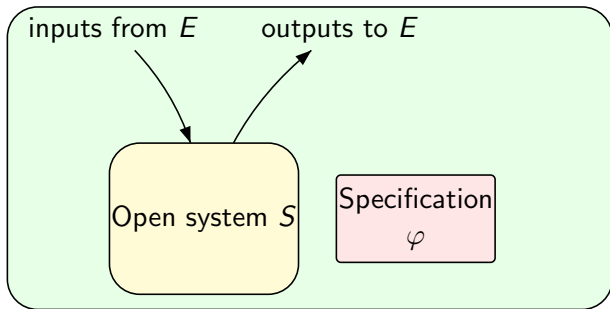 inputs from E
outputs to E
Open system S
Specification
φ